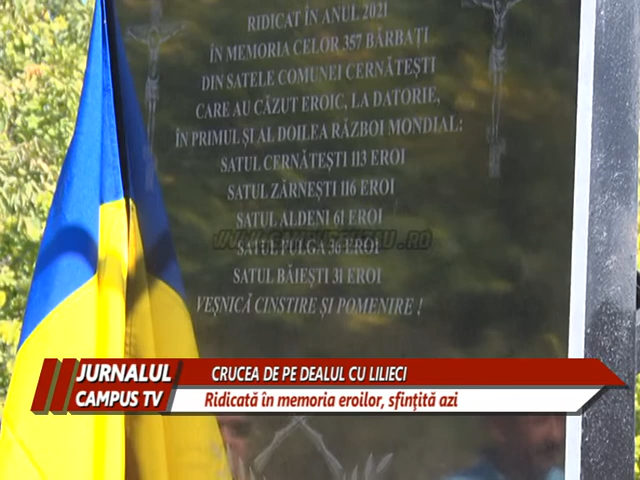 RIDICAT ÎN ANUL 2021
ÎN MEMORIA CELOR 357 BĂRBAȚI
DIN SATELE COMUNEI CERNĂTEȘTI
CARE AU CĂZUT EROIC, LA DATORIE,
ÎN PRIMUL ȘI AL DOILEA RĂZBOI MONDIAL:
SATUL CERNĂTEȘTI 113 EROI
SATUL ZĂRNEȘTI 116 EROI
SATUL ALDENI 61 EROI
SATUL FULGA 36 EROI
SATUL BĂIEȘTI 31 EROI
VEȘNICĂ CINSTIRE ȘI POMENIRE !
JURNALUL
CAMPUS TV
CRUCEA DE PE DEALUL CU LILIECI
Ridicată în memoria eroilor, sfințită azi